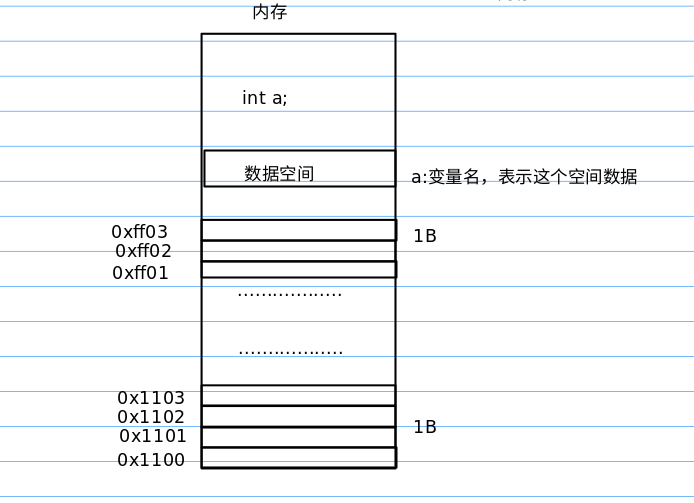 内存
int a;
数据空间
a:变量名，表示这个空间数据
0xff03
1B
0xff02
0xff01
..................
..................
0x1103
0x1102
1B
0x1101
0x1100